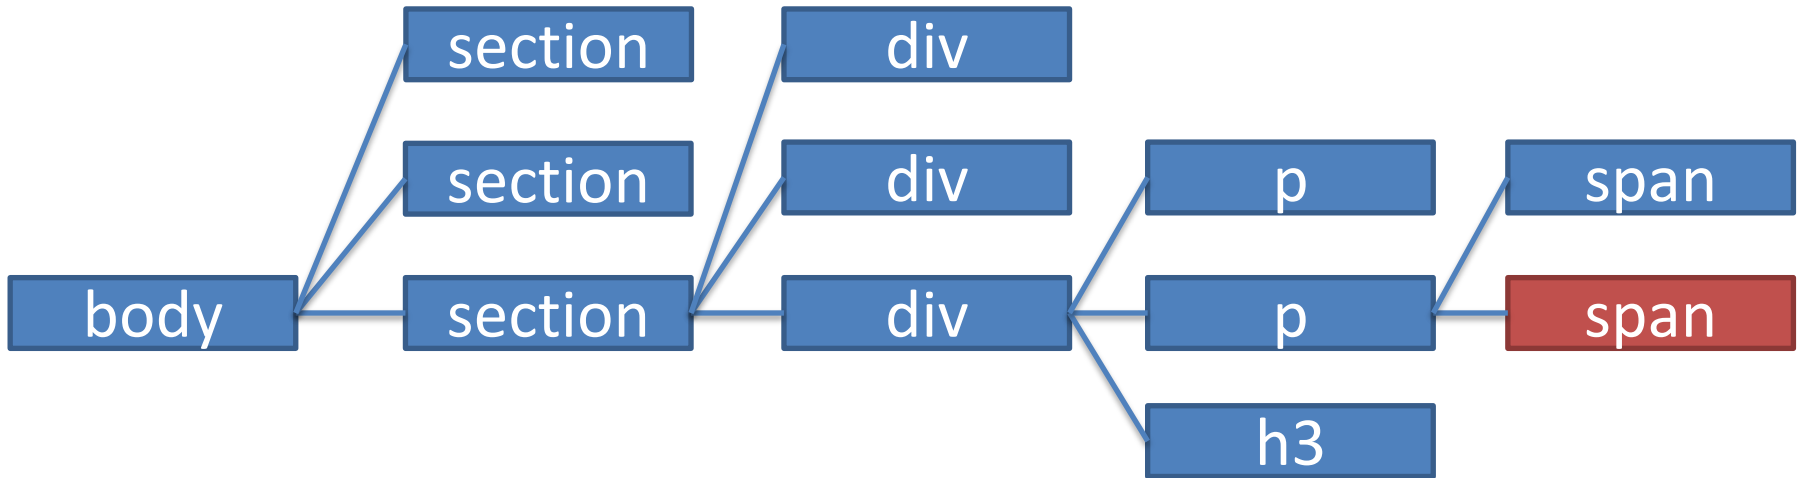 section
div
section
div
p
span
body
section
div
p
span
h3